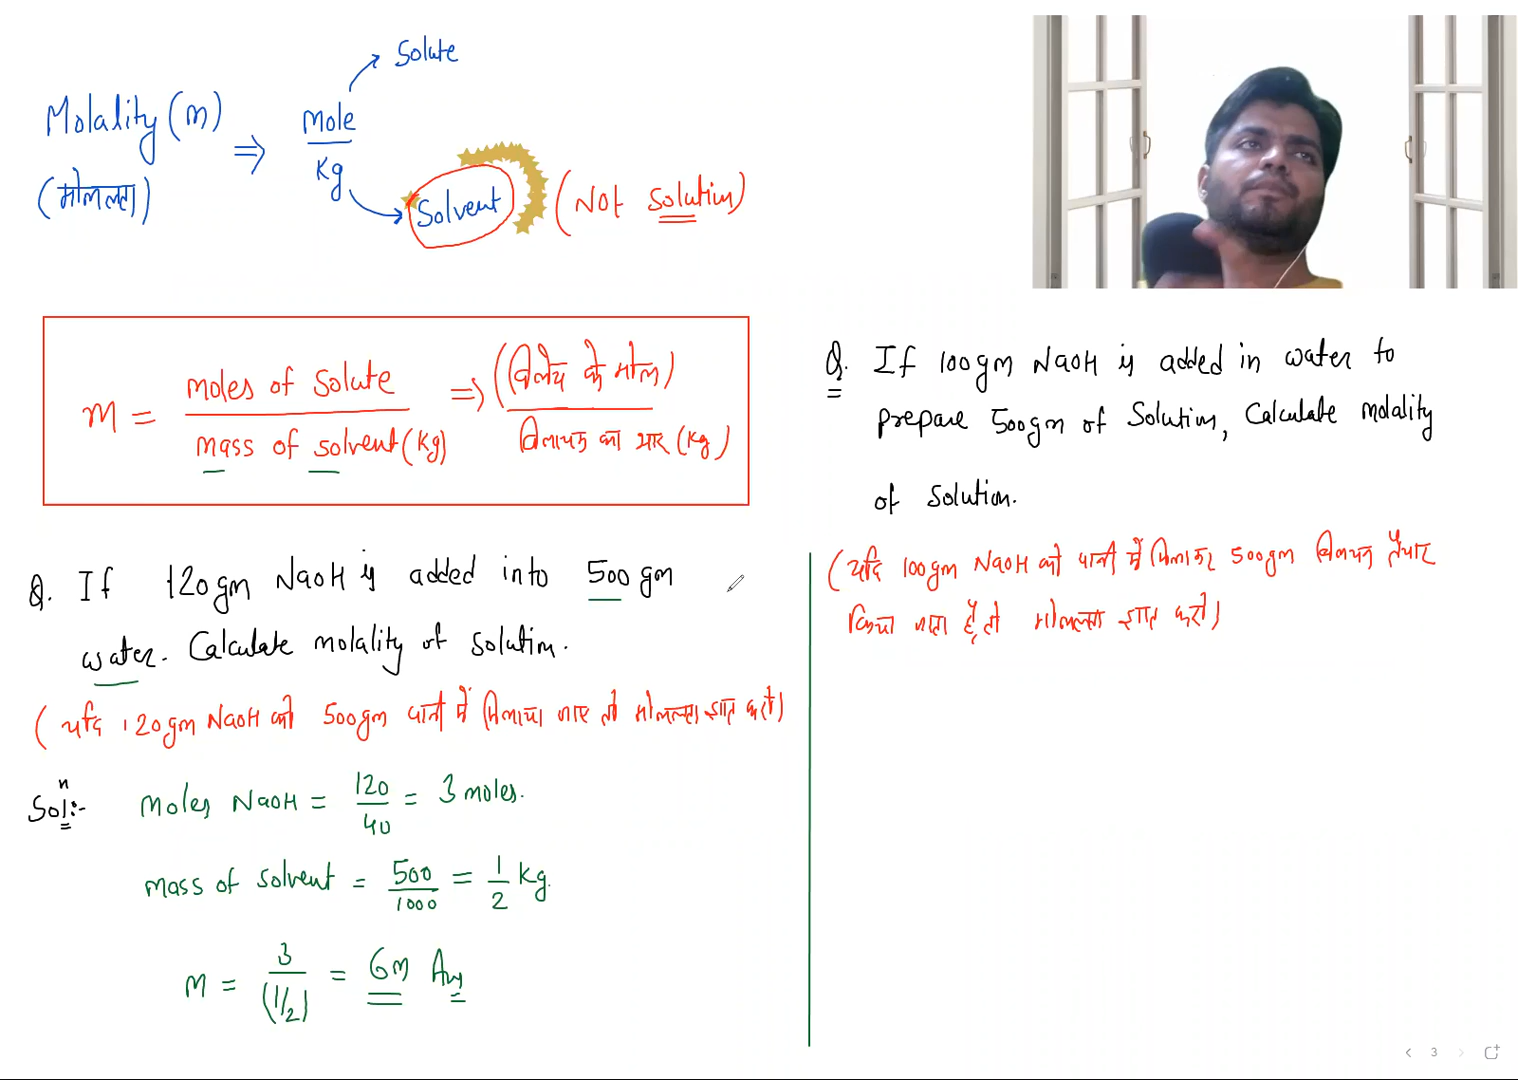 Solute
Molality (m) ⇒ Mole
Kg
Solvent (Not Solution)
(मोललता)
m = moles of Solute / mass of solvent (Kg) ⇒ (विलेय के मोल) / विलायक का भार (Kg)
Q. If 120gm NaOH is added into 500 gm
water. Calculate molality of solution.
(यदि 120gm NaOH को 500gm पानी में मिलाया जाए तो मोललता ज्ञात करो)
Solⁿ:-
moles NaOH = 120/40 = 3 moles.
mass of solvent = 500/1000 = 1/2 Kg.
m = 3/(1/2) = 6m Ans
Q. If 100gm NaOH is added in water to
prepare 500gm of Solution, Calculate molality
of solution.
(यदि 100gm NaOH को पानी में मिलाकर 500gm विलयन तैयार
किया जाता है, तो मोललता ज्ञात करो)
3